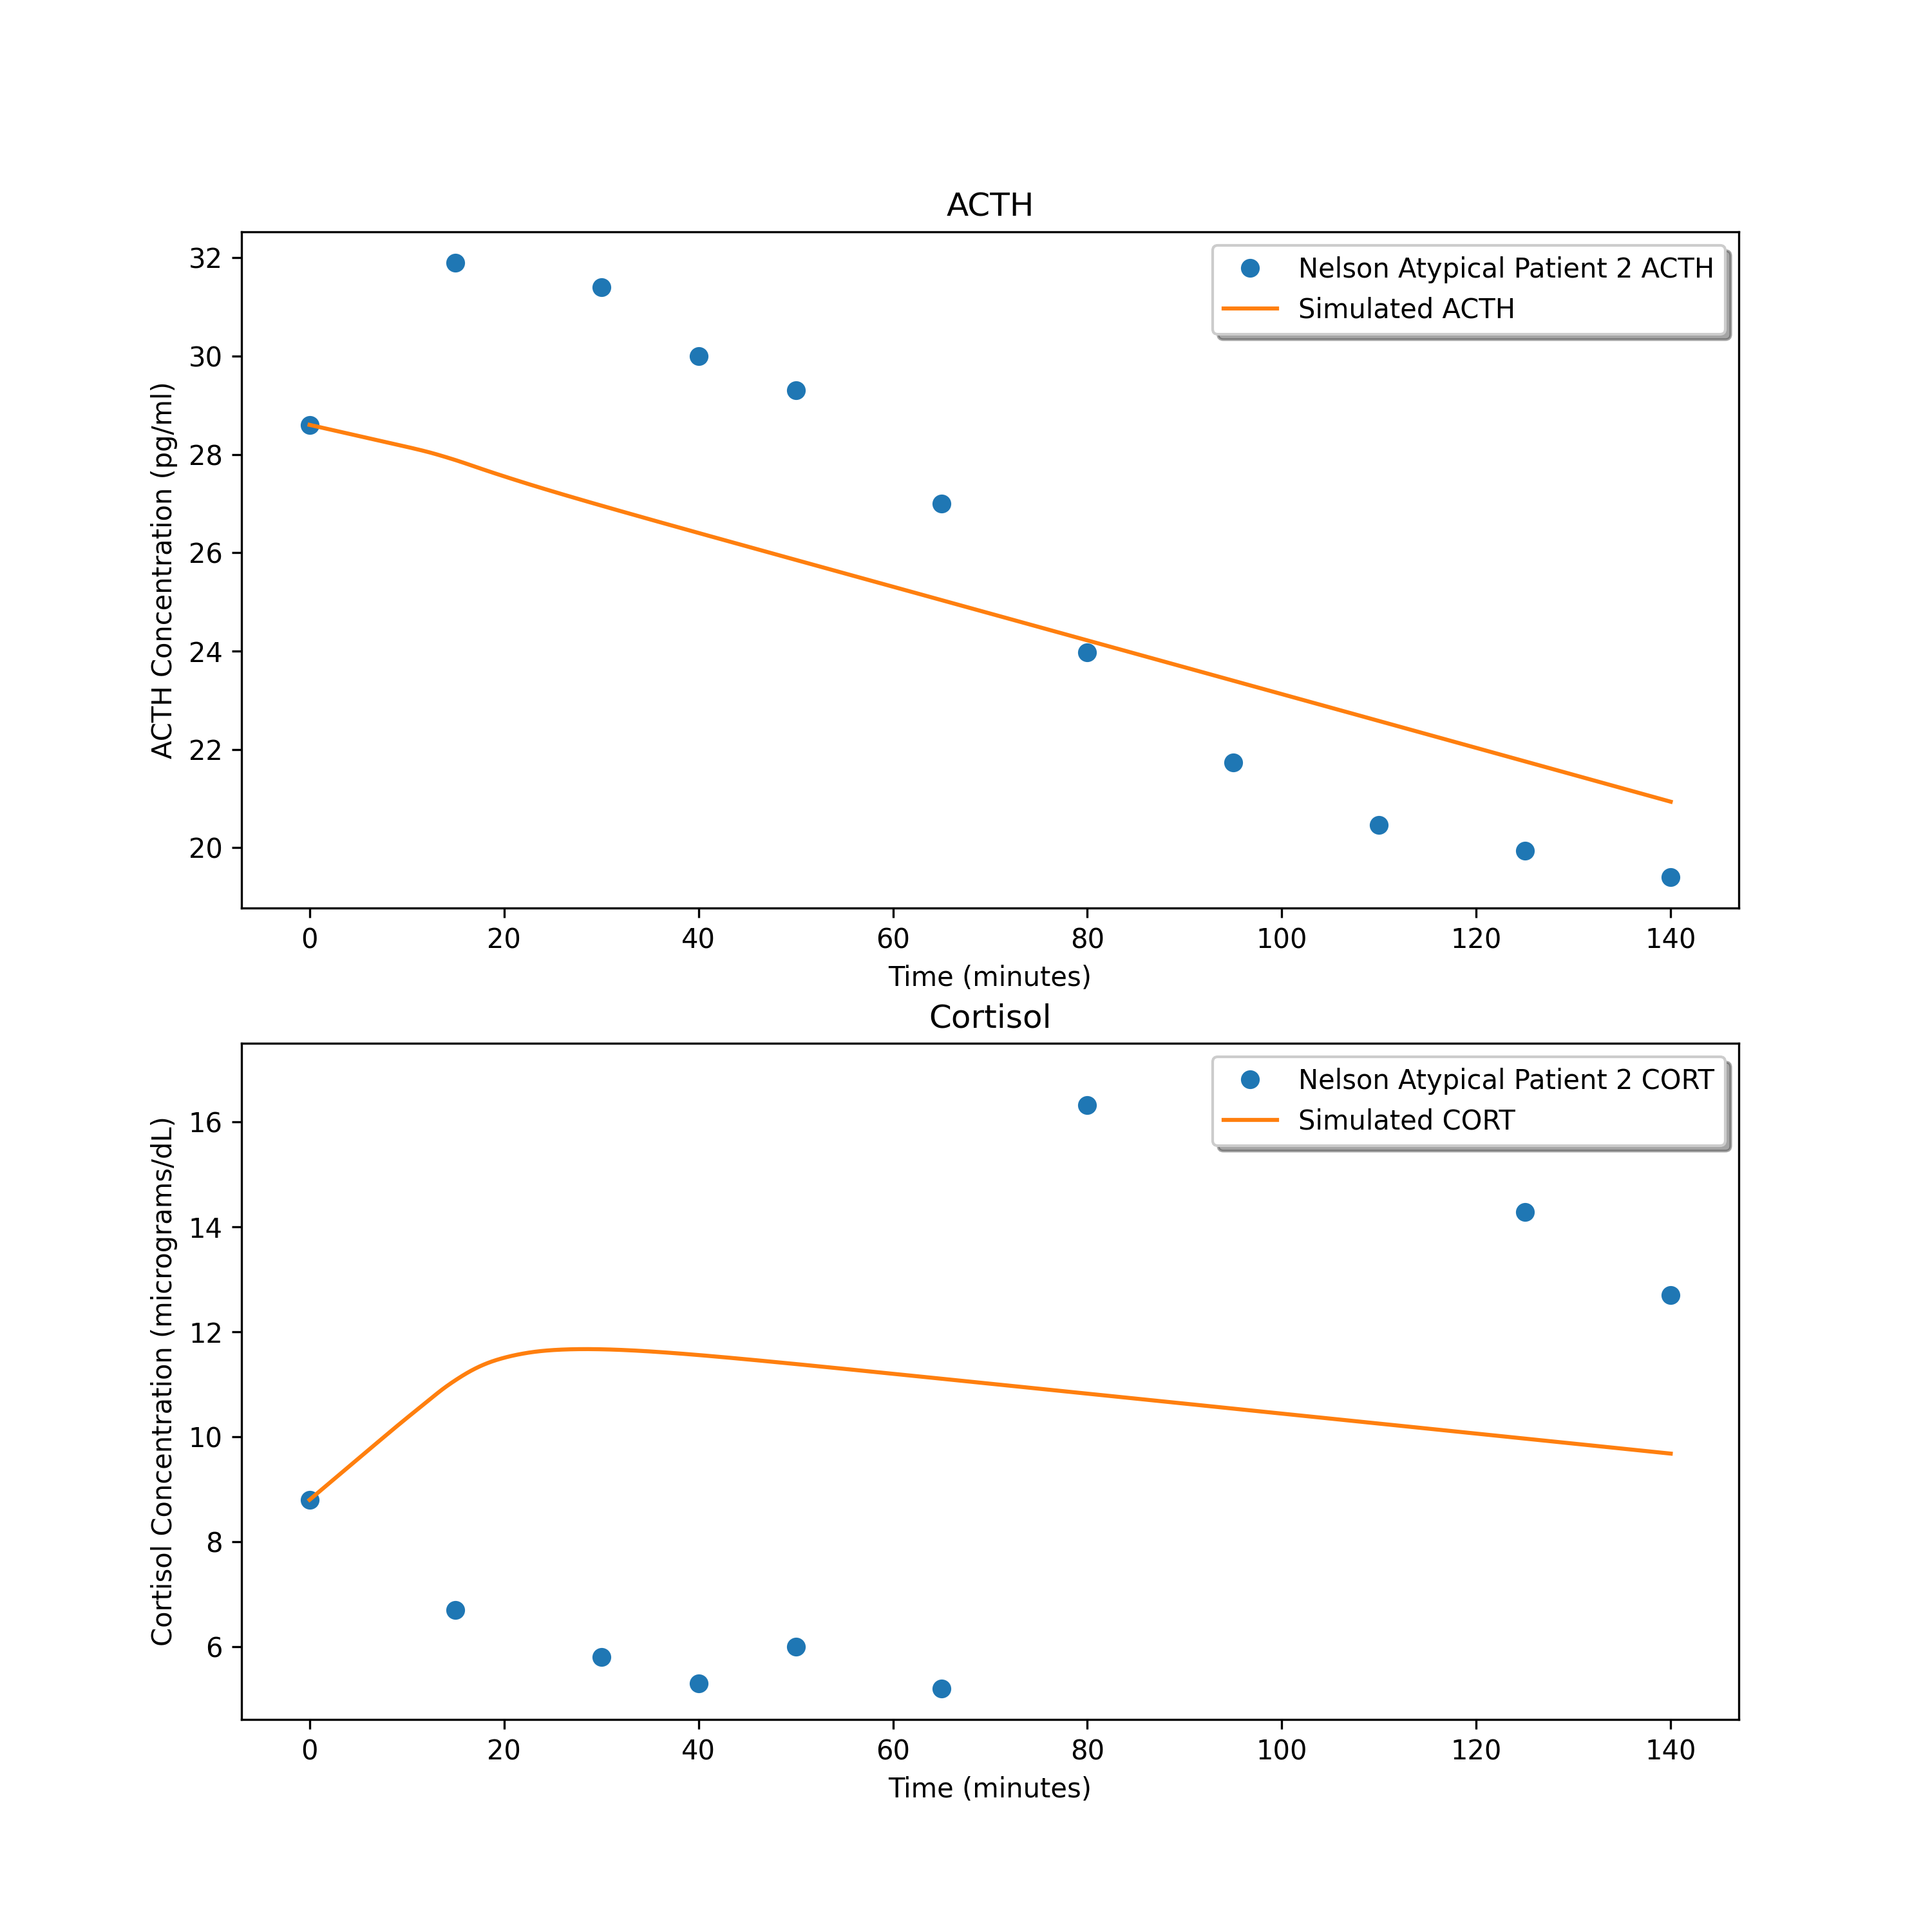 ACTH
32
30
28
26
24
22
20
ACTH Concentration (pg/ml)
Nelson Atypical Patient 2 ACTH
Simulated ACTH
0 20 40 60 80 100 120 140
Time (minutes)
Cortisol
16
14
12
10
8
6
Cortisol Concentration (micrograms/dL)
Nelson Atypical Patient 2 CORT
Simulated CORT
0 20 40 60 80 100 120 140
Time (minutes)